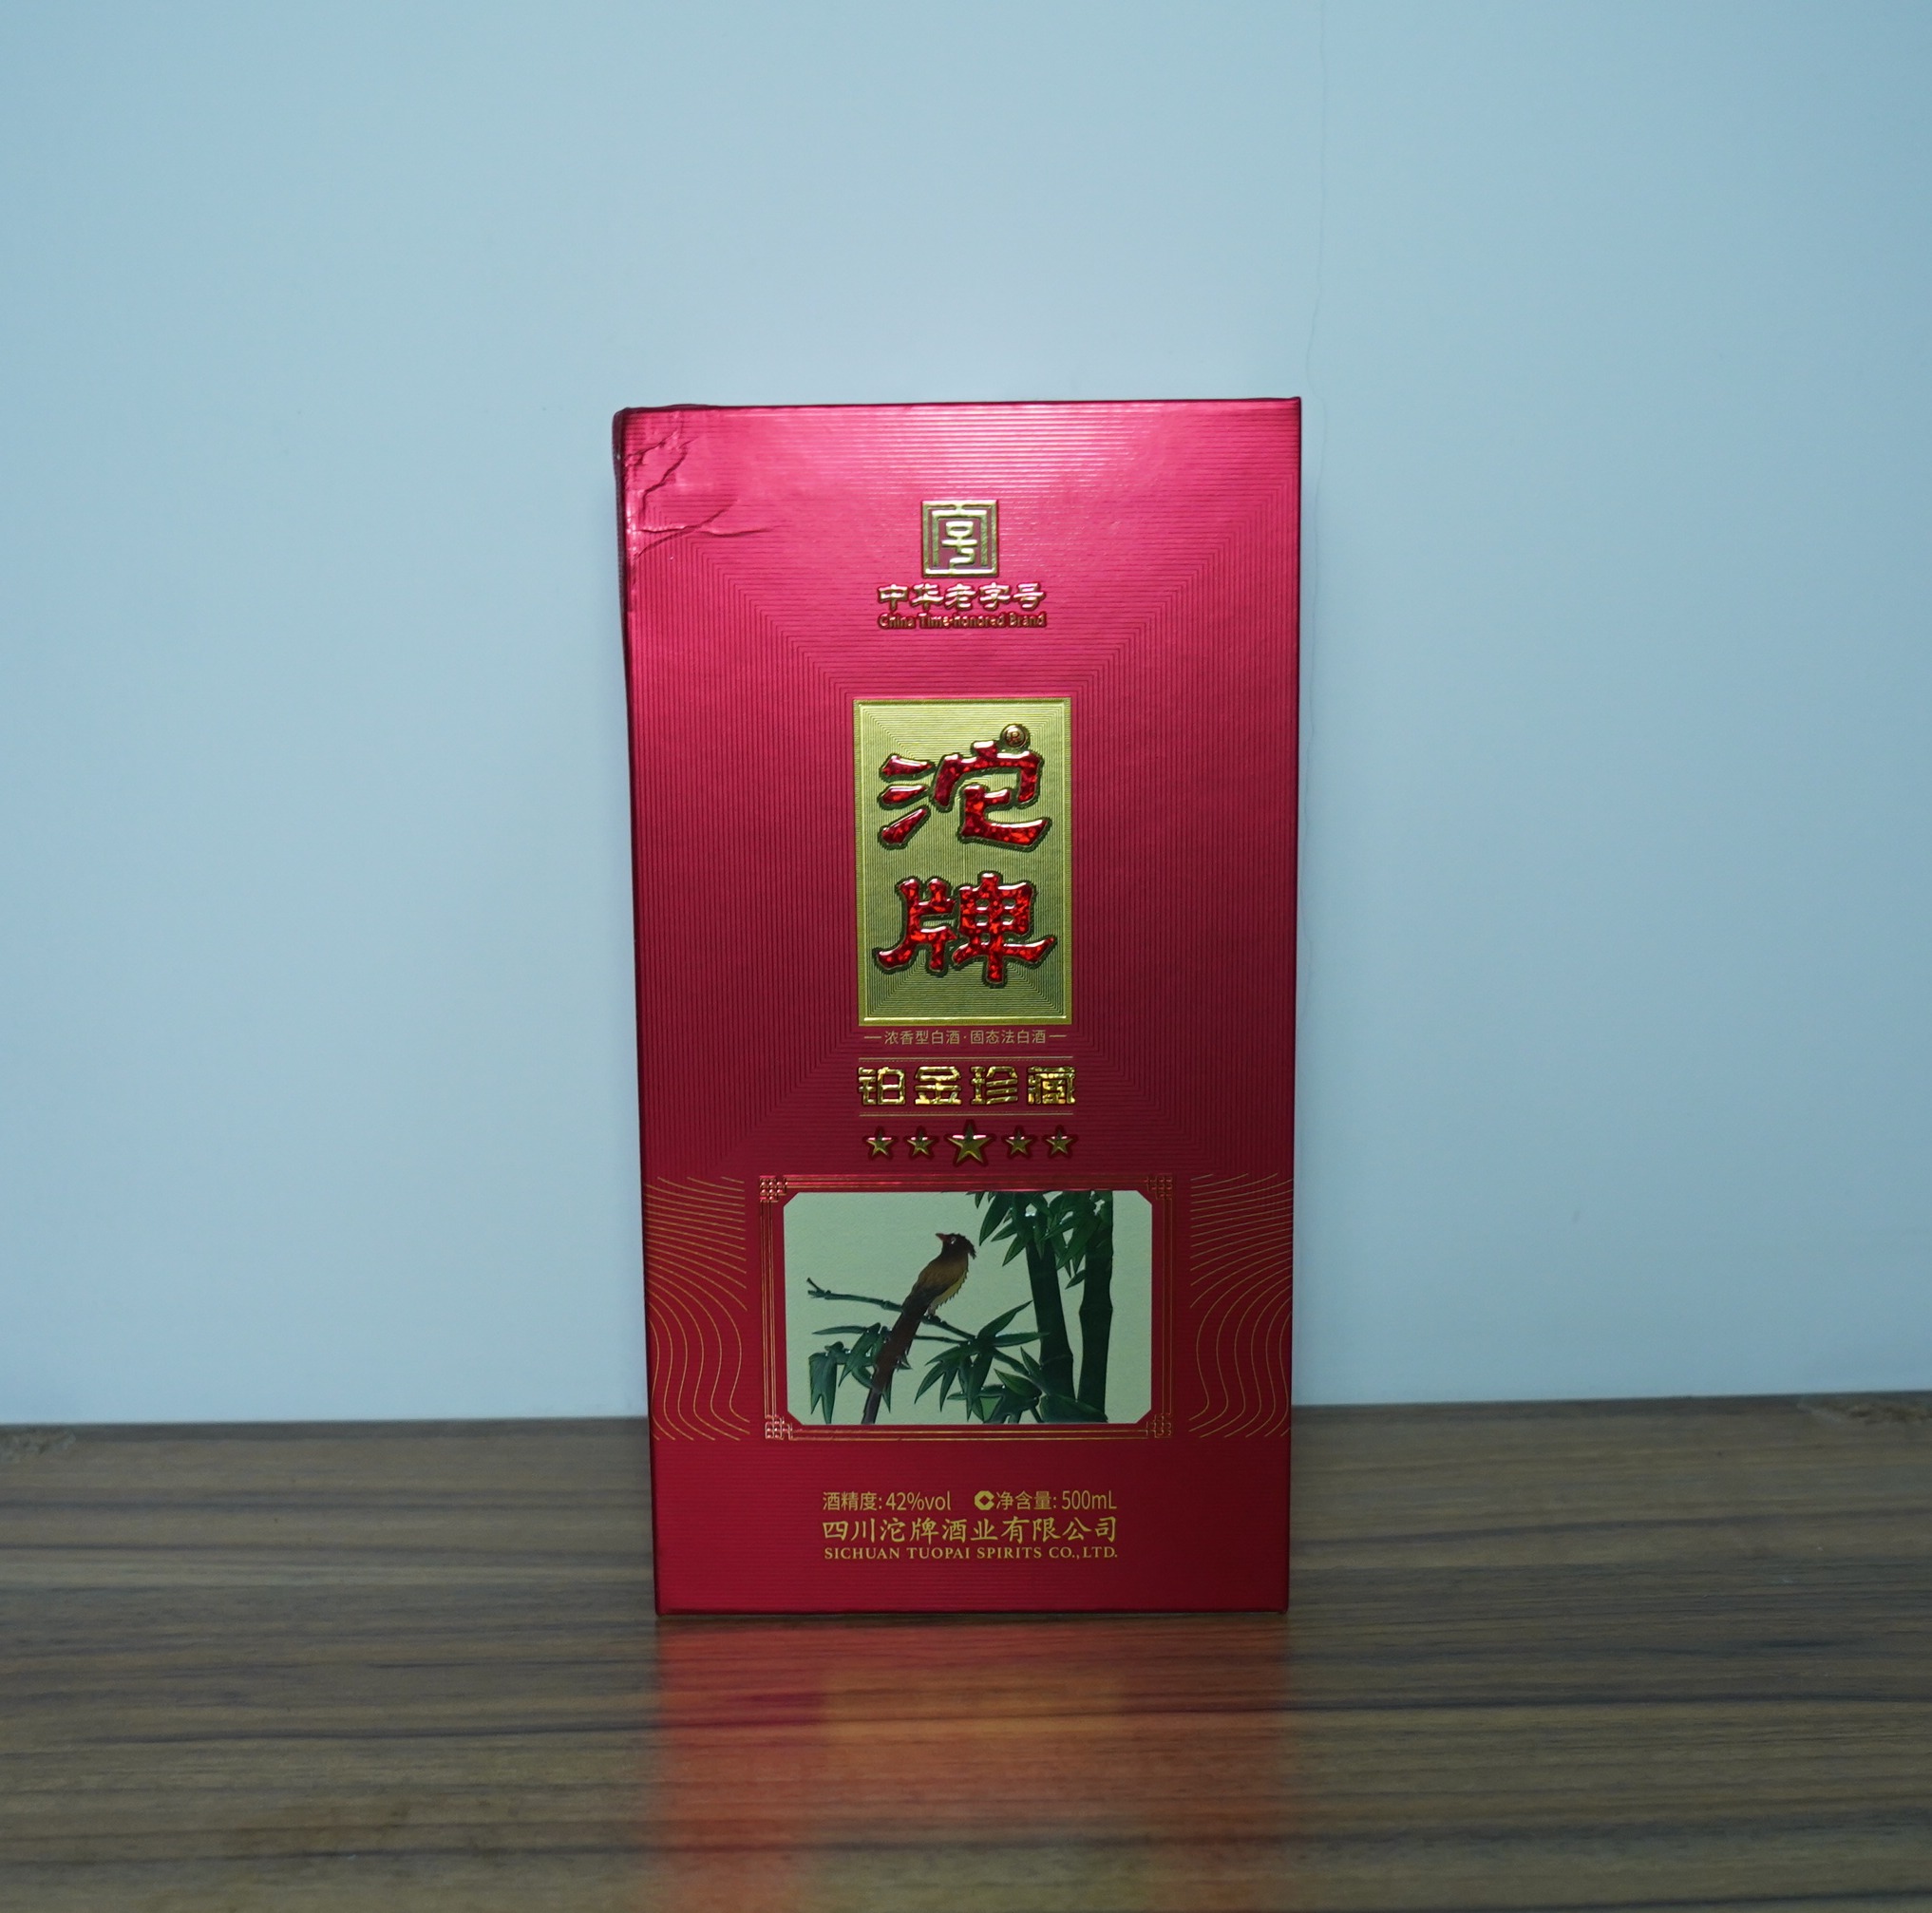 号
中华老字号
China Time-honored Brand
沱®
牌
浓香型白酒·固态法白酒
铂金珍藏
酒精度:42%vol 净含量:500mL
四川沱牌酒业有限公司
SICHUAN TUOPAI SPIRITS CO.,LTD.